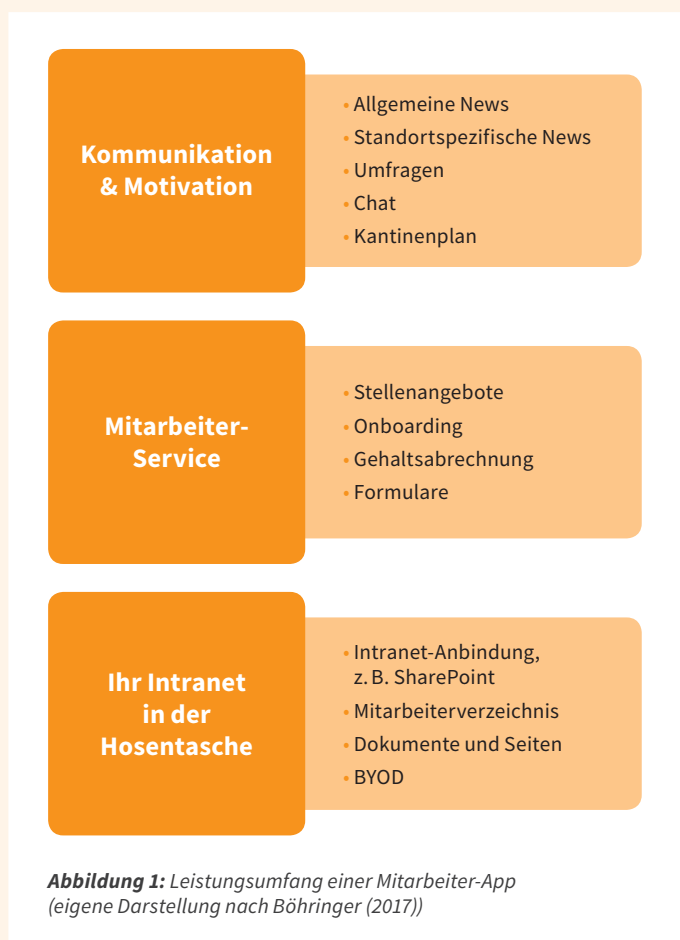 Kommunikation
& Motivation
• Allgemeine News
• Standortspezifische News
• Umfragen
• Chat
• Kantinenplan
Mitarbeiter-
Service
• Stellenangebote
• Onboarding
• Gehaltsabrechnung
• Formulare
Ihr Intranet
in der
Hosentasche
• Intranet-Anbindung,
z. B. SharePoint
• Mitarbeiterverzeichnis
• Dokumente und Seiten
• BYOD
Abbildung 1: Leistungsumfang einer Mitarbeiter-App
(eigene Darstellung nach Böhringer (2017))